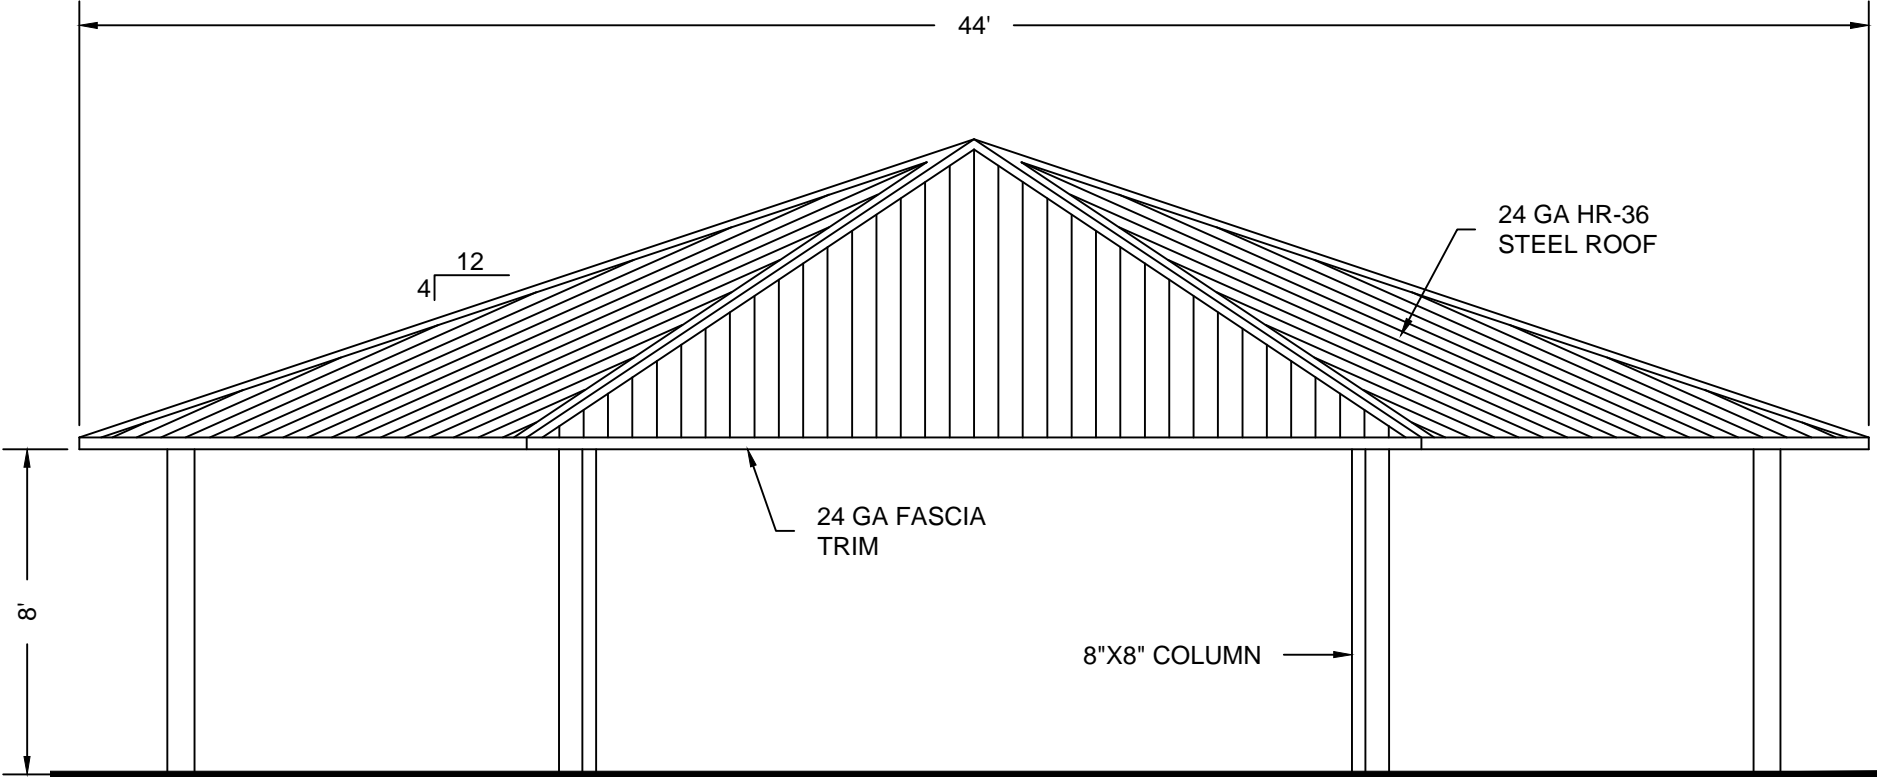 44'
24 GA HR-36
STEEL ROOF
12
4
24 GA FASCIA
TRIM
8'
8"X8" COLUMN